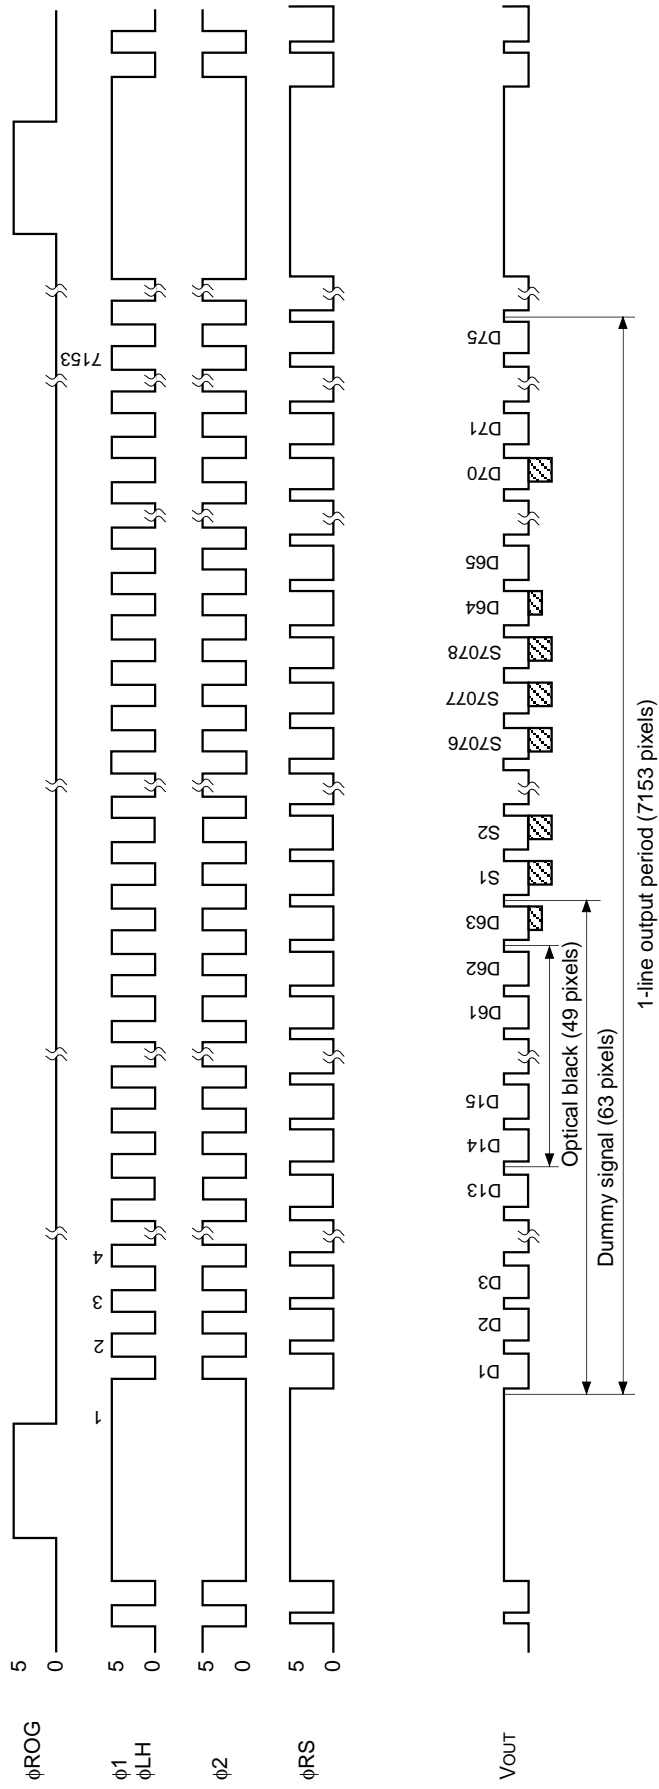 φROG
5
0
φ1
φLH
5
0
1
2
3
4
7153
φ2
5
0
φRS
5
0
VOUT
D1
D2
D3
D13
D14
D15
D61
D62
D63
S1
S2
S7076
S7077
S7078
D64
D65
D70
D71
D75
Optical black (49 pixels)
Dummy signal (63 pixels)
1-line output period (7153 pixels)